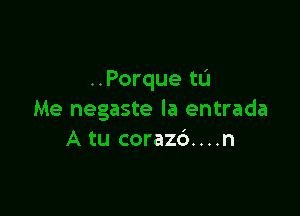 ..Porque tú
Me negaste la entrada
A tu corazó....n